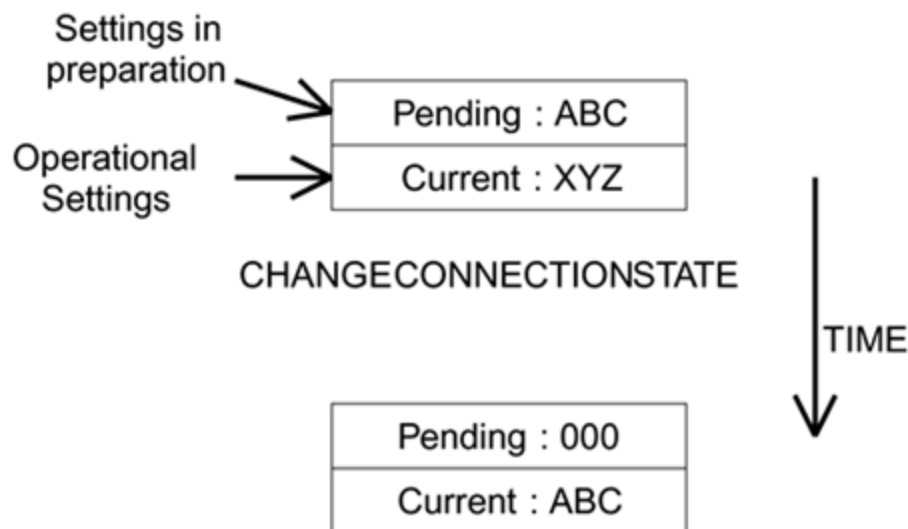 Settings in
preparation
Pending : ABC
Operational
Settings
Current : XYZ
CHANGECONNECTIONSTATE
TIME
Pending : 000
Current : ABC